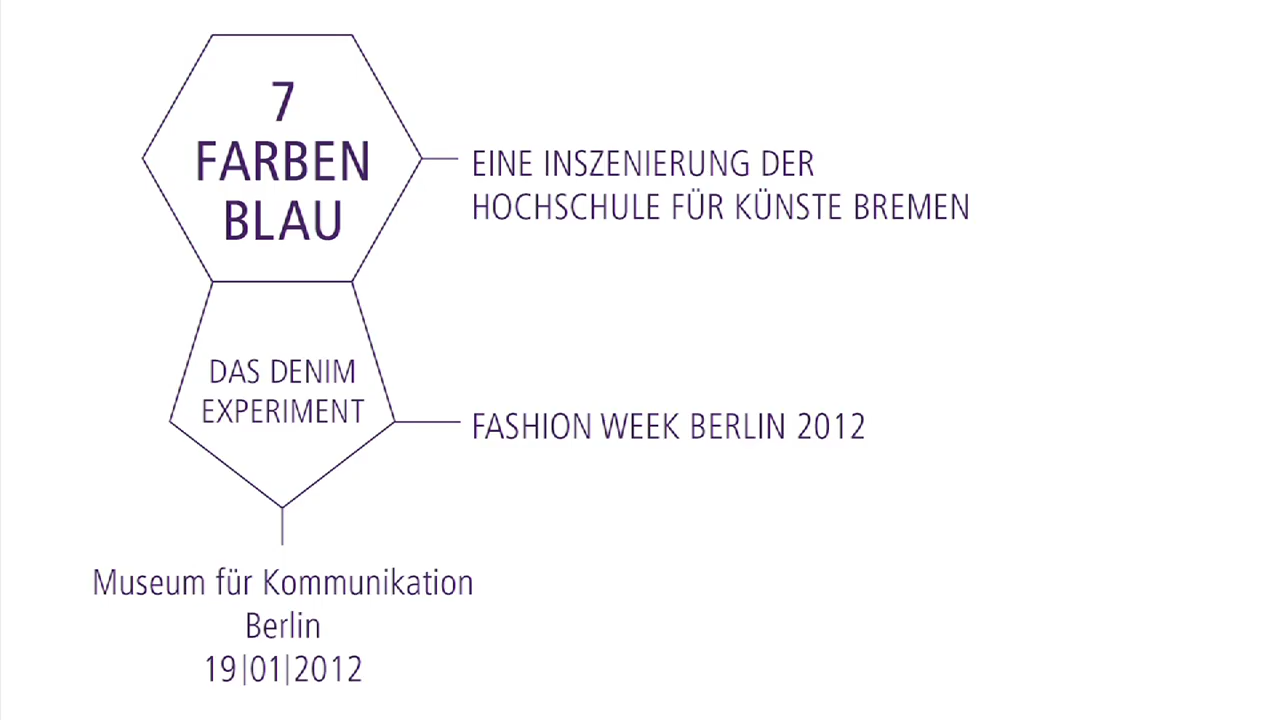 7
FARBEN
BLAU
EINE INSZENIERUNG DER
HOCHSCHULE FÜR KÜNSTE BREMEN
DAS DENIM
EXPERIMENT
FASHION WEEK BERLIN 2012
Museum für Kommunikation
Berlin
19|01|2012